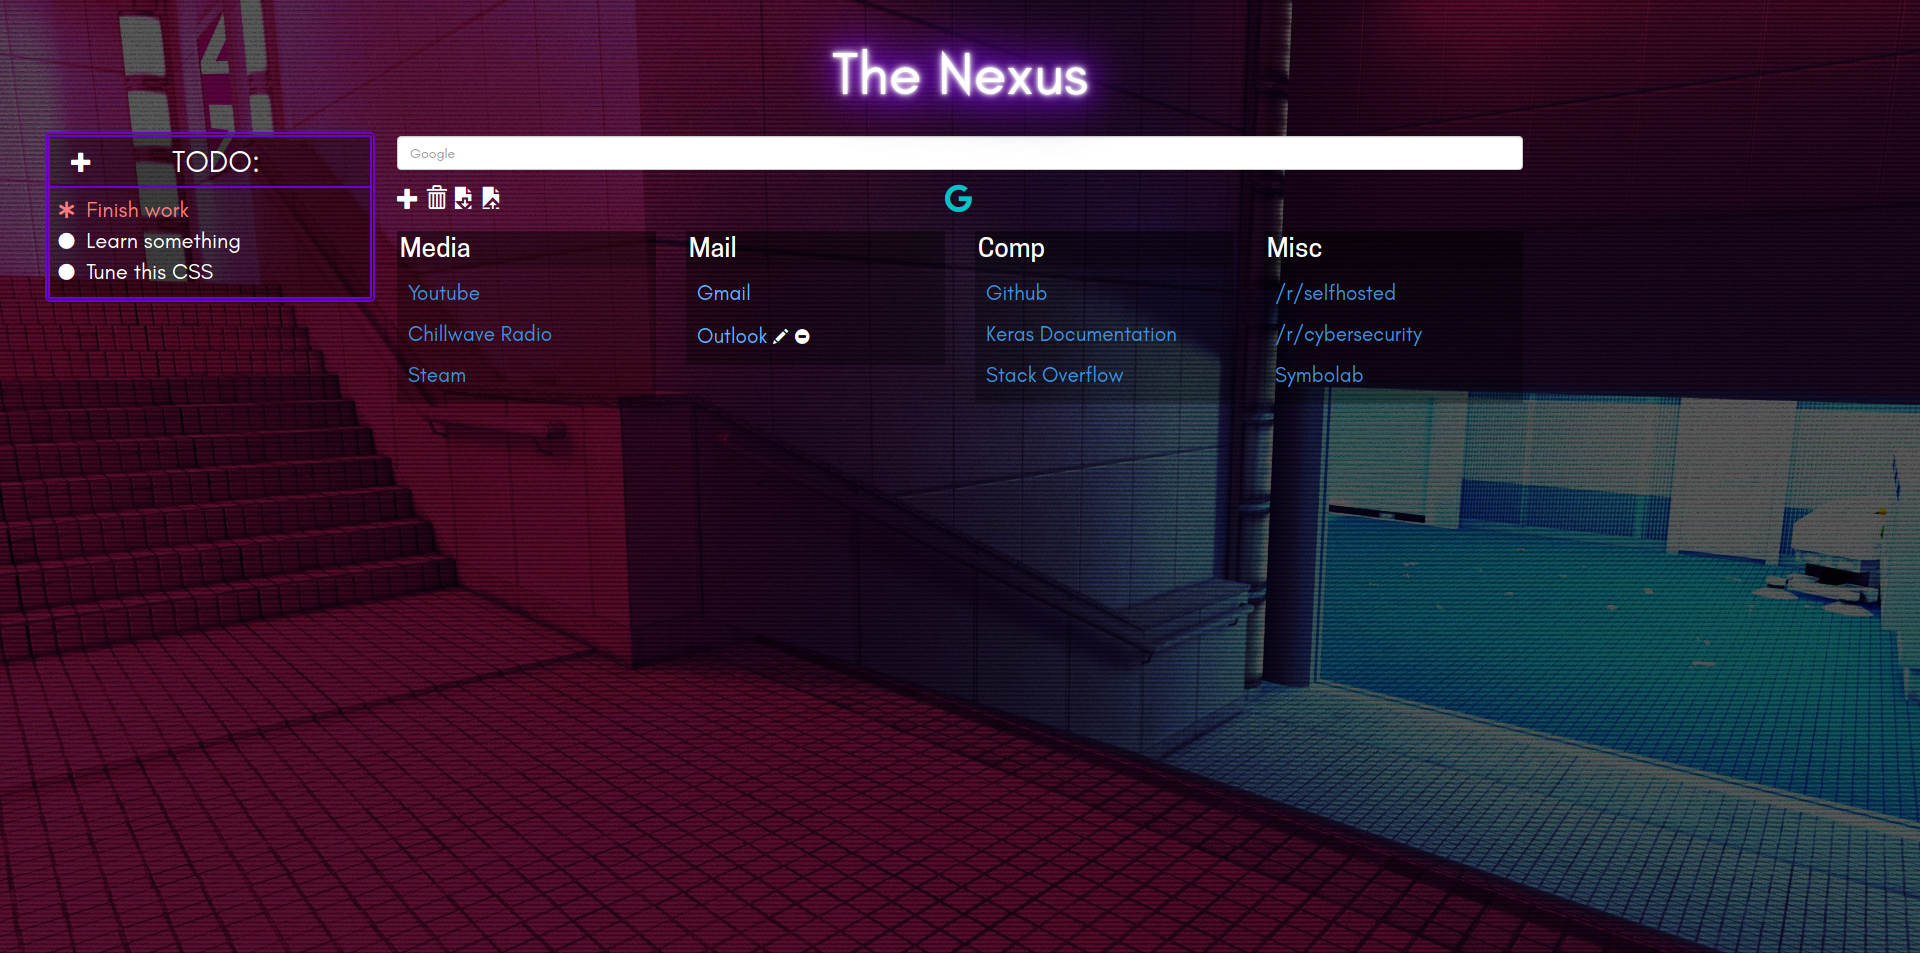 The Nexus
TODO:
Finish work
Learn something
Tune this CSS
Google
Media
Youtube
Chillwave Radio
Steam
Mail
Gmail
Outlook
Comp
Github
Keras Documentation
Stack Overflow
Misc
/r/selfhosted
/r/cybersecurity
Symbolab